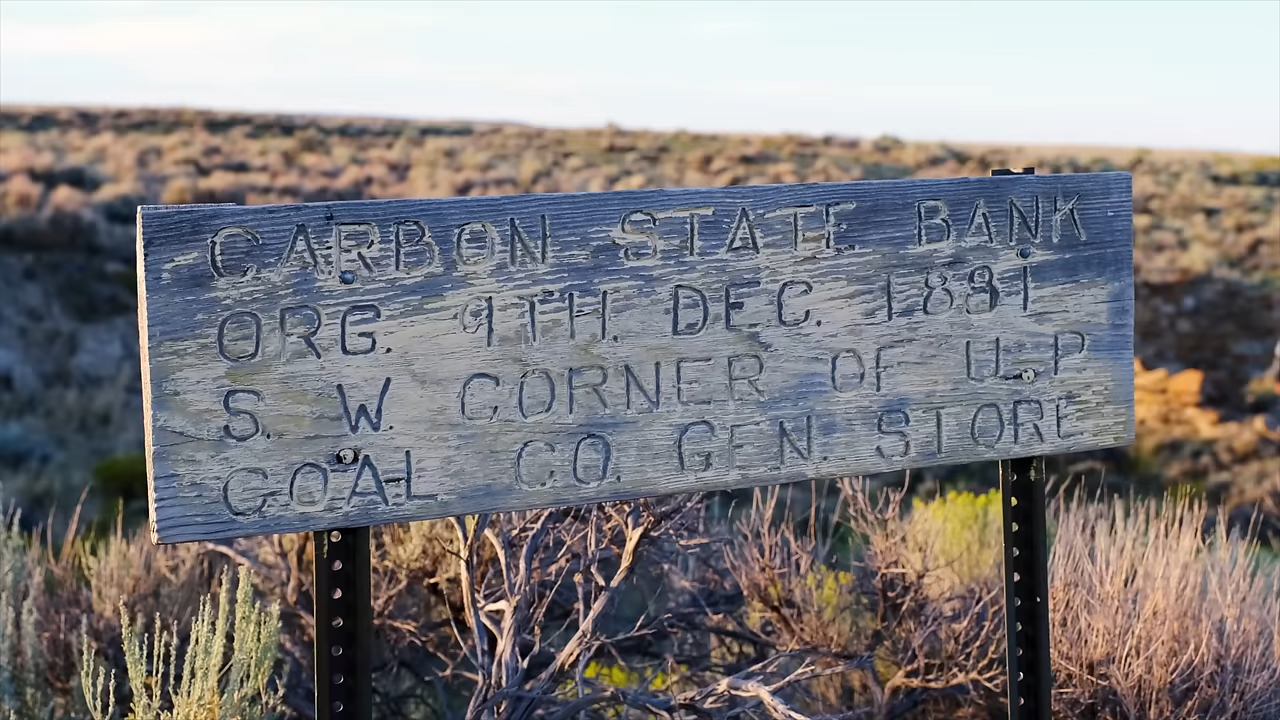 CARBON STATE BANK
ORG. 9TH. DEC. 1891
S. W. CORNER OF U. P
COAL CO. GEN. STORE